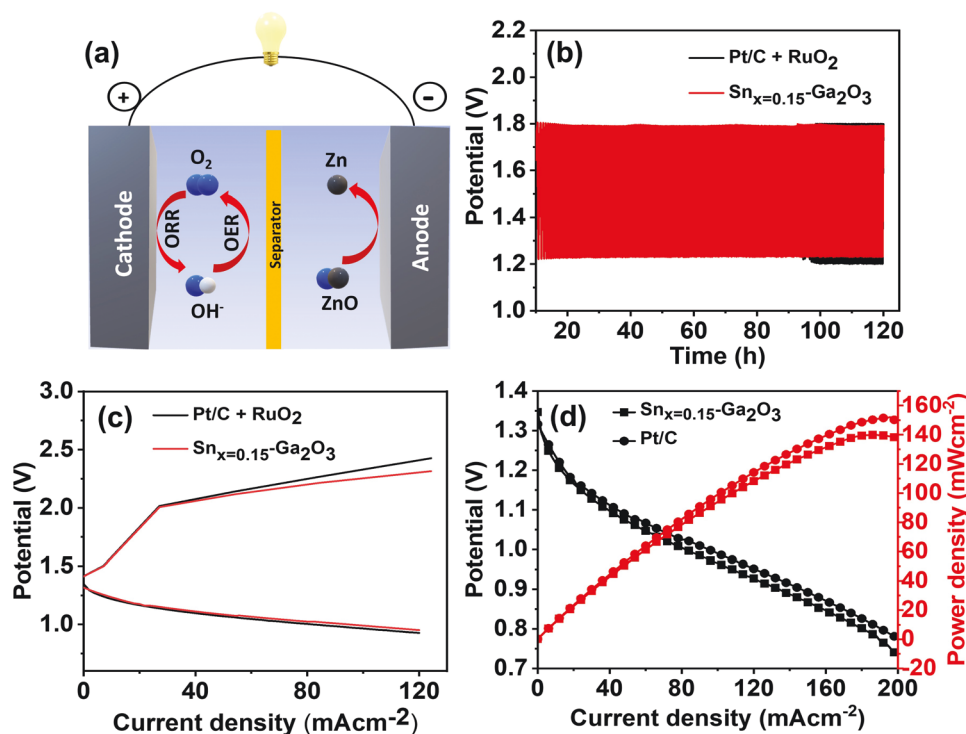 (a)
+
-
Cathode
O₂
ORR
OER
OH⁻
Separator
Zn
ZnO
Anode
(b)
Pt/C + RuO₂
Snₓ₌₀.₁₅-Ga₂O₃
Potential (V)
2.0
1.8
1.6
1.4
1.2
1.0
20 40 60 80 100 120
Time (h)
(c)
Pt/C + RuO₂
Snₓ₌₀.₁₅-Ga₂O₃
Potential (V)
3.0
2.5
2.0
1.5
1.0
0 40 80 120
Current density (mAcm⁻²)
(d)
Snₓ₌₀.₁₅-Ga₂O₃
Pt/C
Potential (V)
1.4
1.3
1.2
1.1
1.0
0.9
0.8
0.7
0 40 80 120 160 200
Current density (mAcm⁻²)
160
140
120
100
80
60
40
20
0
-20
Power density (mWcm⁻²)